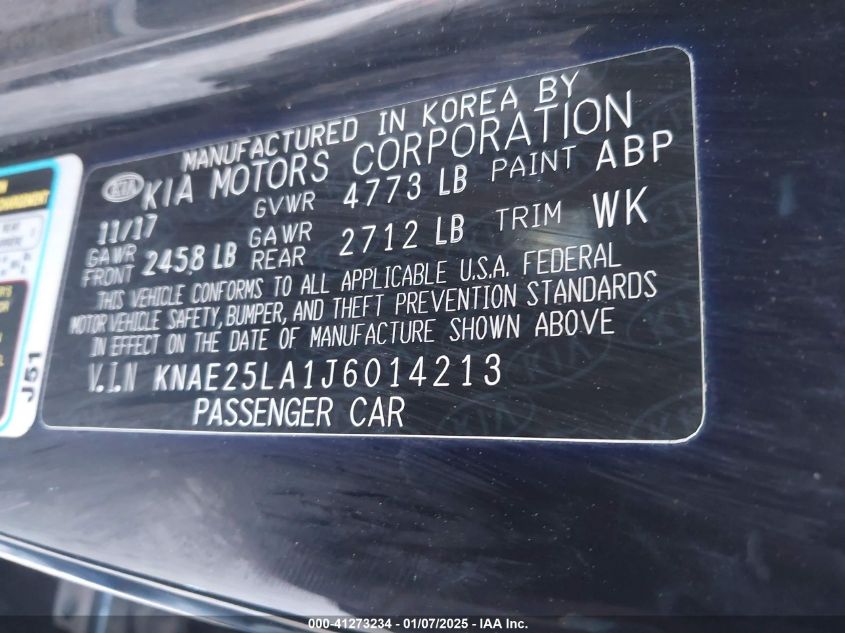 MANUFACTURED IN KOREA BY
KIA KIA MOTORS CORPORATION
11/17 GVWR 4773 LB PAINT ABP
GAWR FRONT 2458 LB GAWR REAR 2712 LB TRIM WK
THIS VEHICLE CONFORMS TO ALL APPLICABLE U.S.A. FEDERAL
MOTOR VEHICLE SAFETY, BUMPER, AND THEFT PREVENTION STANDARDS
IN EFFECT ON THE DATE OF MANUFACTURE SHOWN ABOVE
V.I.N KNAE25LA1J6014213
PASSENGER CAR
J51
000-41273234 - 01/07/2025 - IAA Inc.